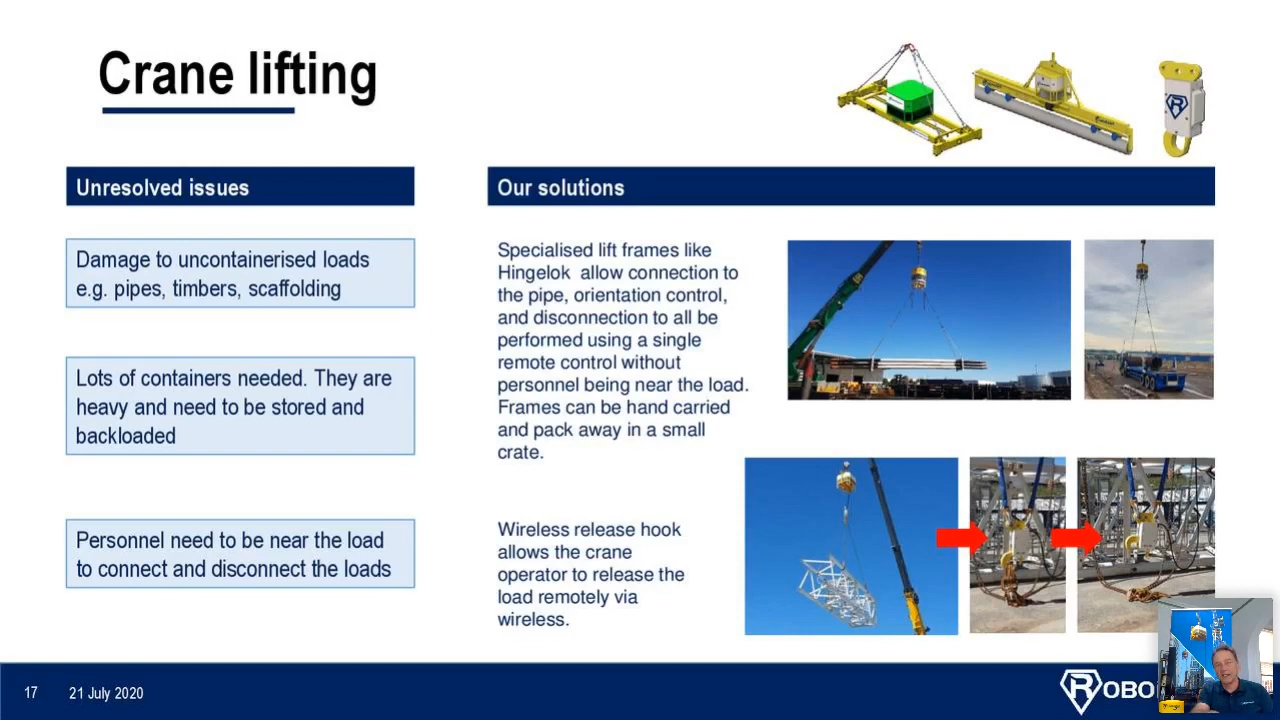 Crane lifting
Unresolved issues
Damage to uncontainerised loads
e.g. pipes, timbers, scaffolding
Lots of containers needed. They are
heavy and need to be stored and
backloaded
Personnel need to be near the load
to connect and disconnect the loads
Our solutions
Specialised lift frames like
Hingelok allow connection to
the pipe, orientation control,
and disconnection to all be
performed using a single
remote control without
personnel being near the load.
Frames can be hand carried
and pack away in a small
crate.
Wireless release hook
allows the crane
operator to release the
load remotely via
wireless.
17 21 July 2020
ROBO